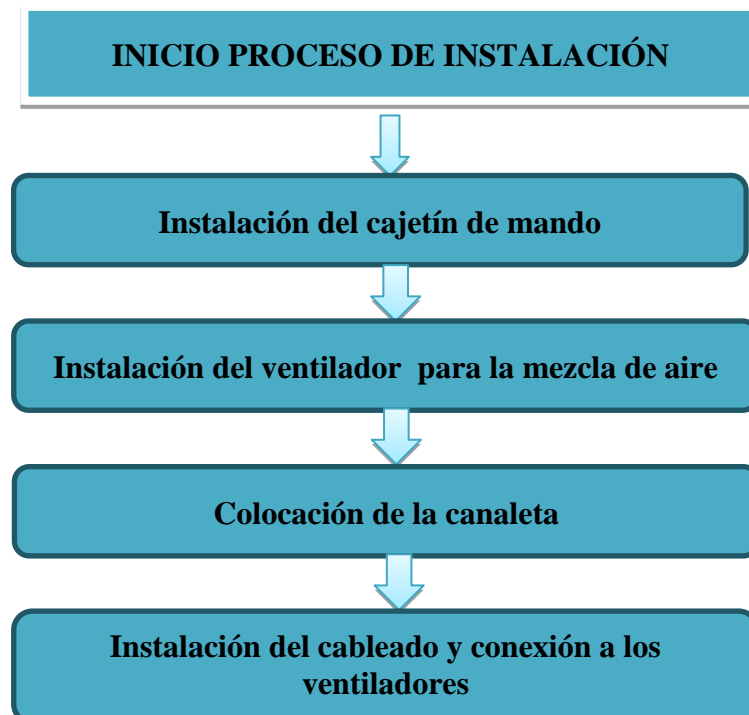 INICIO PROCESO DE INSTALACIÓN
Instalación del cajetín de mando
Instalación del ventilador para la mezcla de aire
Colocación de la canaleta
Instalación del cableado y conexión a los
ventiladores